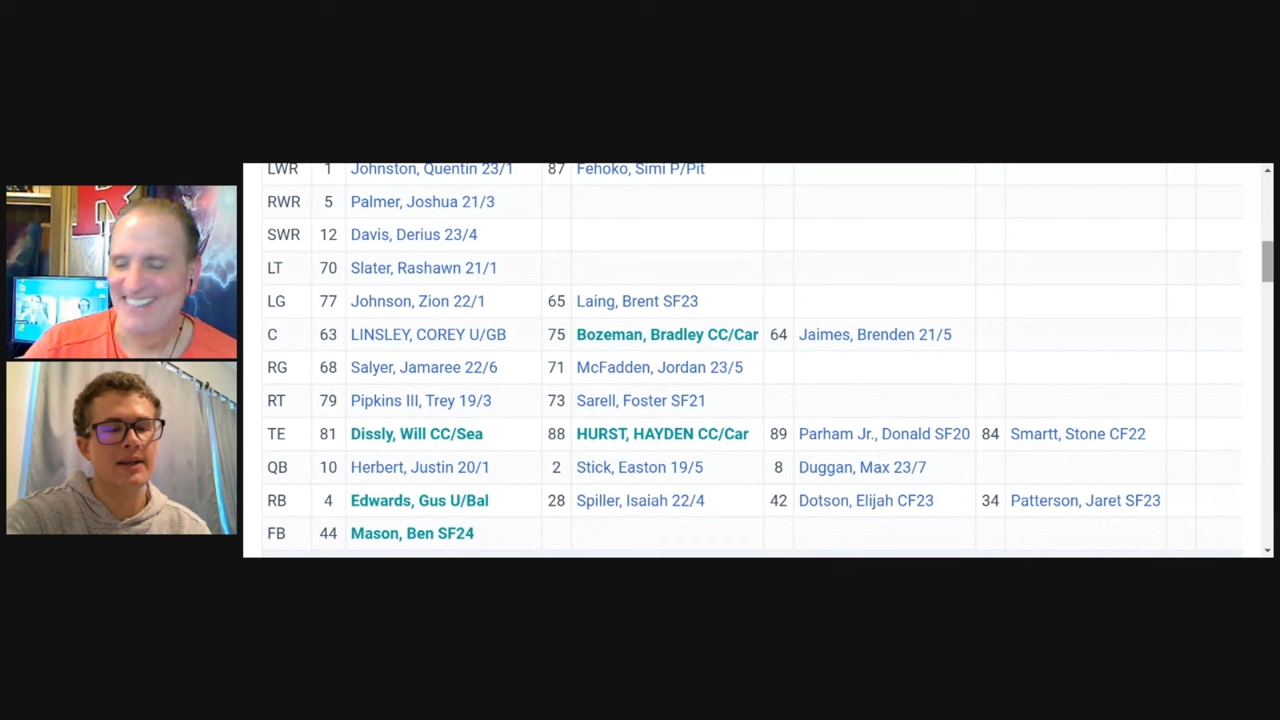 LWR 1 Johnston, Quentin 23/1 87 Fehoko, Simi P/Pit
RWR 5 Palmer, Joshua 21/3
SWR 12 Davis, Derius 23/4
LT 70 Slater, Rashawn 21/1
LG 77 Johnson, Zion 22/1 65 Laing, Brent SF23
C 63 LINSLEY, COREY U/GB 75 Bozeman, Bradley CC/Car 64 Jaimes, Brenden 21/5
RG 68 Salyer, Jamaree 22/6 71 McFadden, Jordan 23/5
RT 79 Pipkins III, Trey 19/3 73 Sarell, Foster SF21
TE 81 Dissly, Will CC/Sea 88 HURST, HAYDEN CC/Car 89 Parham Jr., Donald SF20 84 Smartt, Stone CF22
QB 10 Herbert, Justin 20/1 2 Stick, Easton 19/5 8 Duggan, Max 23/7
RB 4 Edwards, Gus U/Bal 28 Spiller, Isaiah 22/4 42 Dotson, Elijah CF23 34 Patterson, Jaret SF23
FB 44 Mason, Ben SF24
R